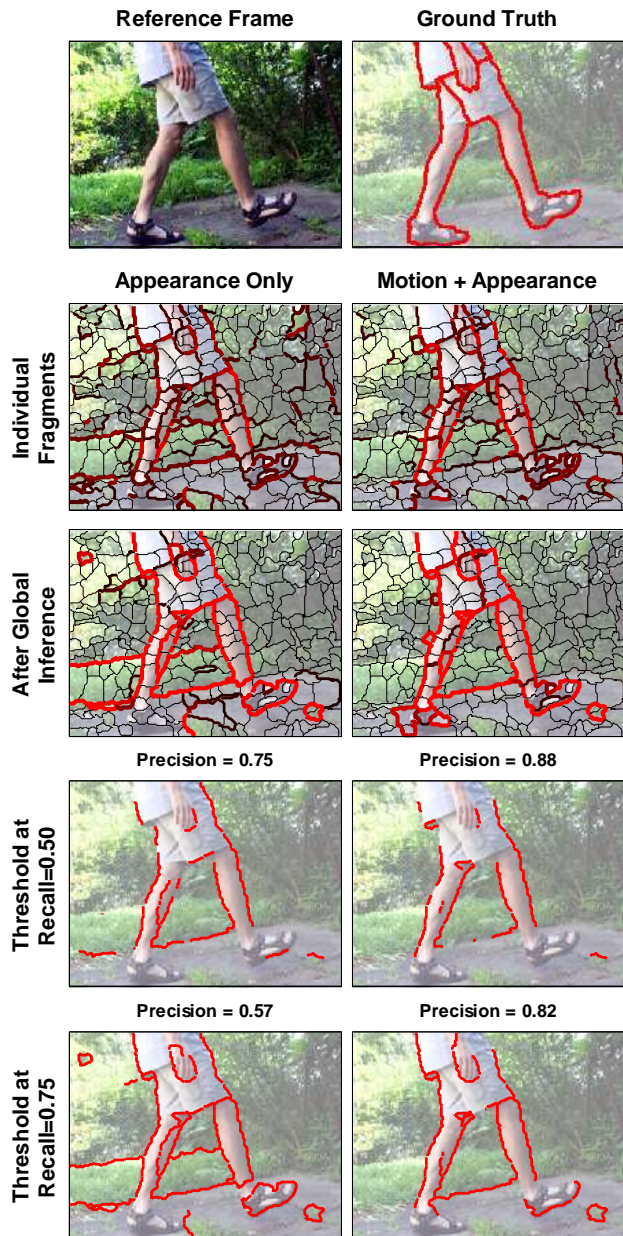 Reference Frame
Ground Truth
Appearance Only
Motion + Appearance
Individual
Fragments
After Global
Inference
Precision = 0.75
Precision = 0.88
Threshold at
Recall=0.50
Precision = 0.57
Precision = 0.82
Threshold at
Recall=0.75